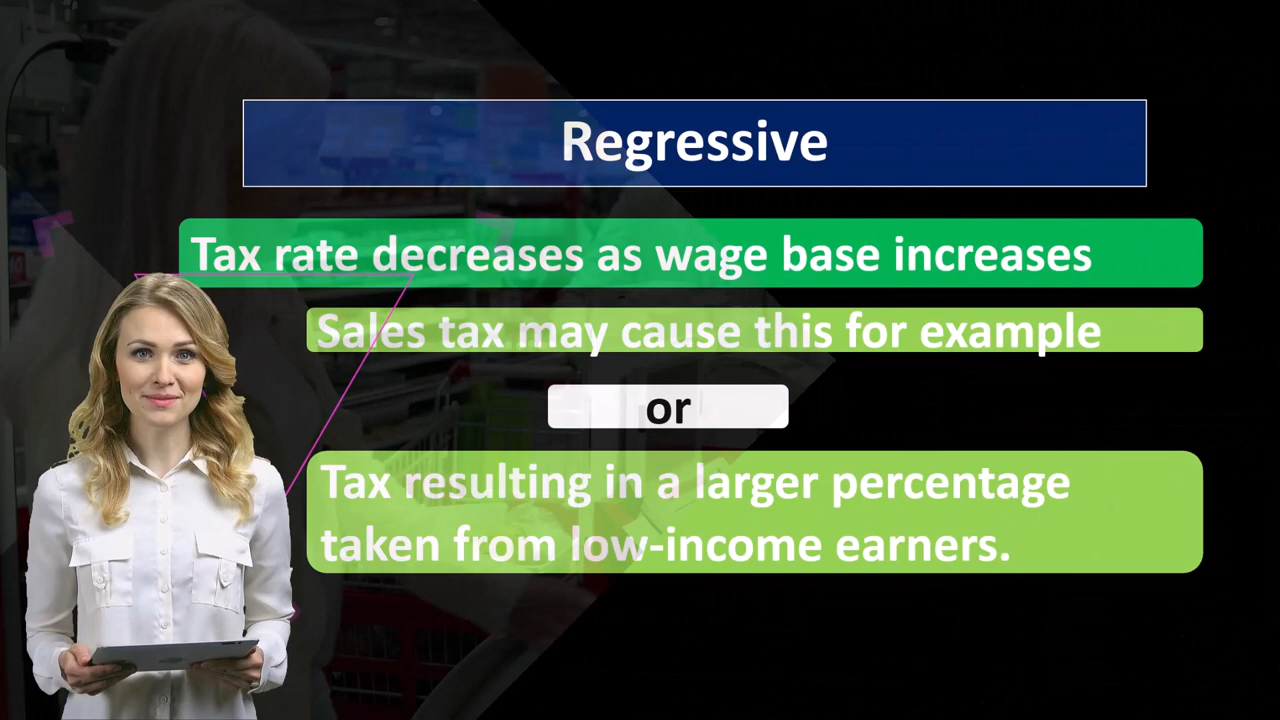 Regressive
Tax rate decreases as wage base increases
Sales tax may cause this for example
or
Tax resulting in a larger percentage
taken from low-income earners.